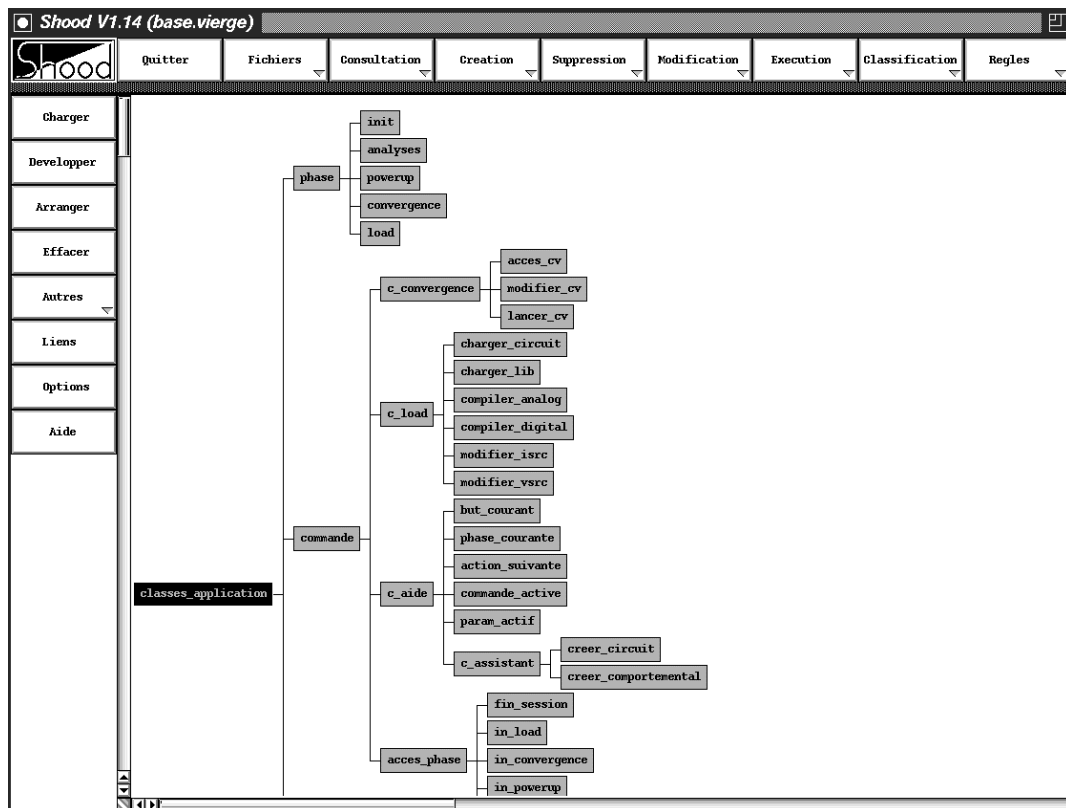 Shood V1.14 (base.vierge)
Shood
Quitter
Fichiers
Consultation
Creation
Suppression
Modification
Execution
Classification
Regles
Charger
Developper
Arranger
Effacer
Autres
Liens
Options
Aide
init
analyses
phase
powerup
convergence
load
acces_cv
c_convergence
modifier_cv
lancer_cv
charger_circuit
charger_lib
compiler_analog
c_load
compiler_digital
modifier_isrc
modifier_vsrc
but_courant
commande
phase_courante
action_suivante
classes_application
c_aide
commande_active
param_actif
creer_circuit
c_assistant
creer_comportemental
fin_session
in_load
acces_phase
in_convergence
in_powerup